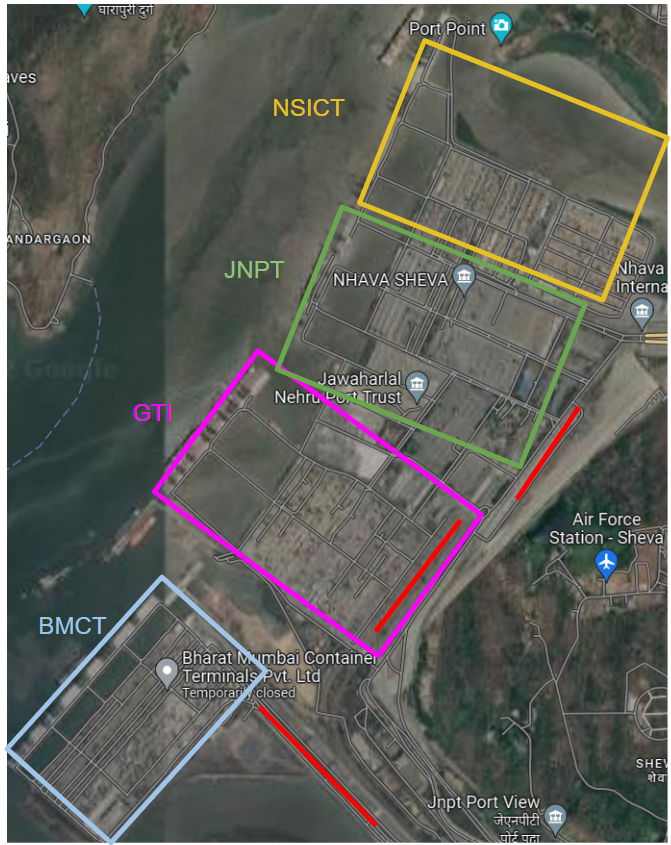 घारापुरी दुर्ग
Port Point
aves
NSICT
ANDARGAON
JNPT
NHAVA SHEVA
Nhava
Interna
Google
Jawaharlal
Nehru Port Trust
GTI
Air Force
Station - Sheva
BMCT
Bharat Mumbai Container
Terminals Pvt. Ltd
Temporarily closed
SHEV
शेव
Jnpt Port View
जेएनपीटी